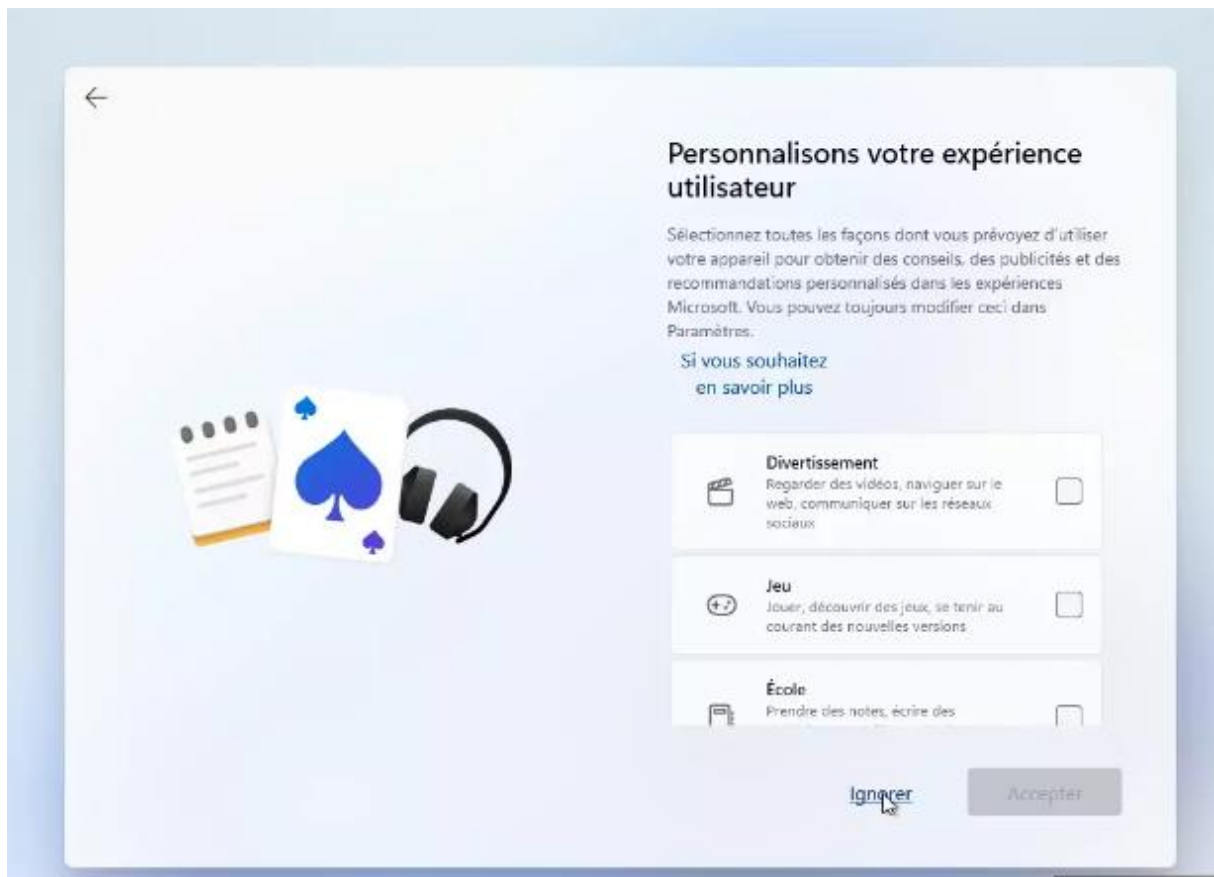 Personnalisons votre expérience
utilisateur
Sélectionnez toutes les façons dont vous prévoyez d'utiliser
votre appareil pour obtenir des conseils, des publicités et des
recommandations personnalisés dans les expériences
Microsoft. Vous pouvez toujours modifier ceci dans
Paramètres.
Si vous souhaitez
en savoir plus
Divertissement
Regarder des vidéos, naviguer sur le
web, communiquer sur les réseaux
sociaux
Jeu
Jouer, découvrir des jeux, se tenir au
courant des nouvelles versions
École
Prendre des notes, écrire des
Ignorer
Accepter